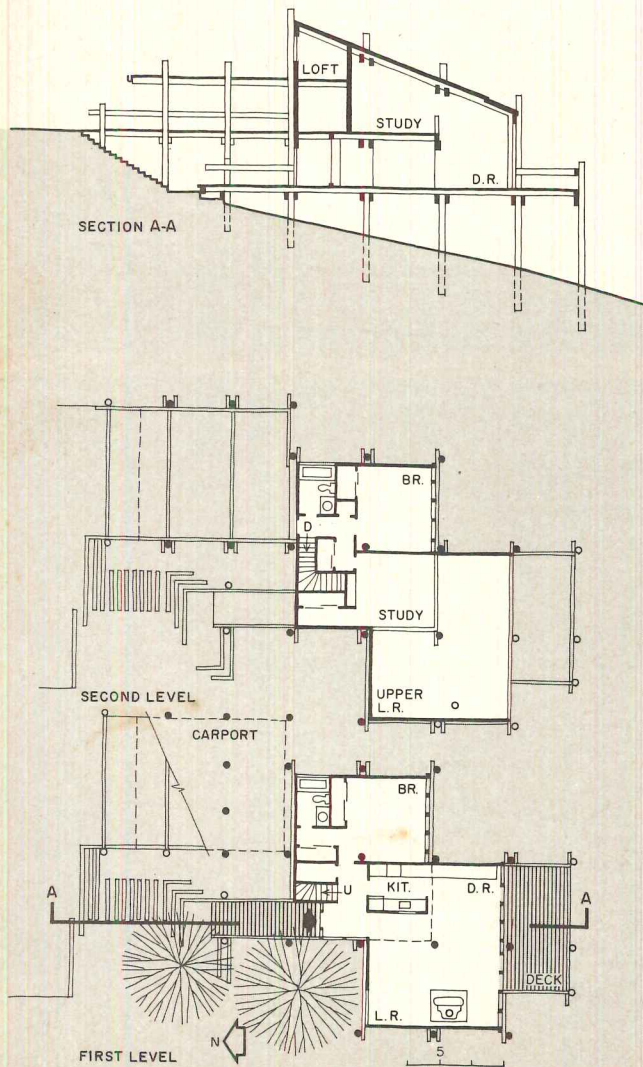 LOFT
STUDY
D.R.
SECTION A-A
BR.
D
STUDY
UPPER
L.R.
SECOND LEVEL
CARPORT
BR.
A
U
KIT.
D.R.
A
DECK
L.R.
N
5
FIRST LEVEL